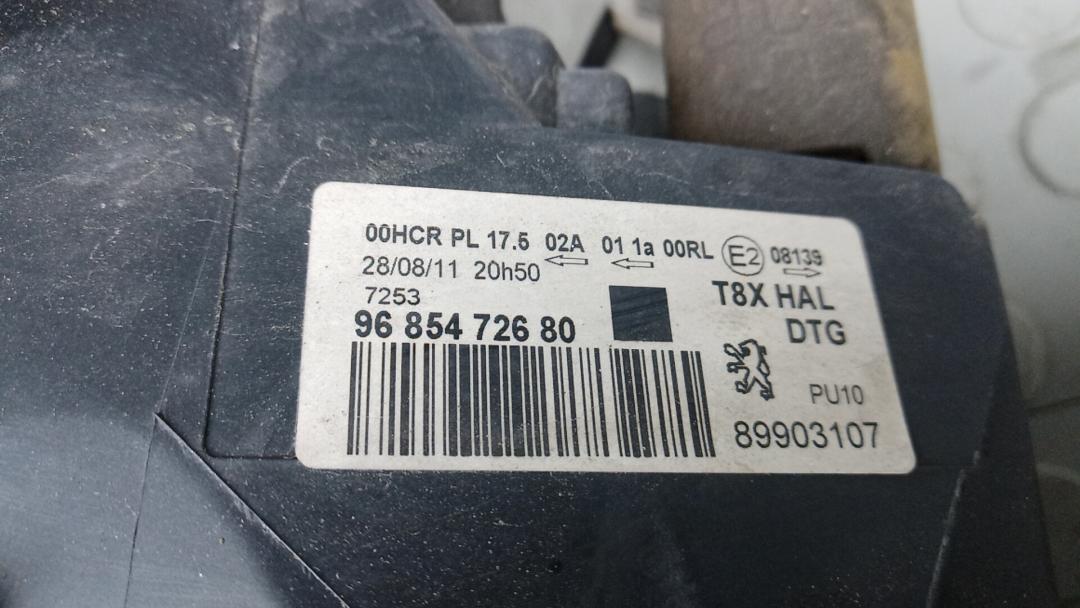 00HCR PL 17.5 02A 01 1a 00RL E2 08139
28/08/11 20h50
7253
96 854 726 80
T8X HAL
DTG
PU10
89903107